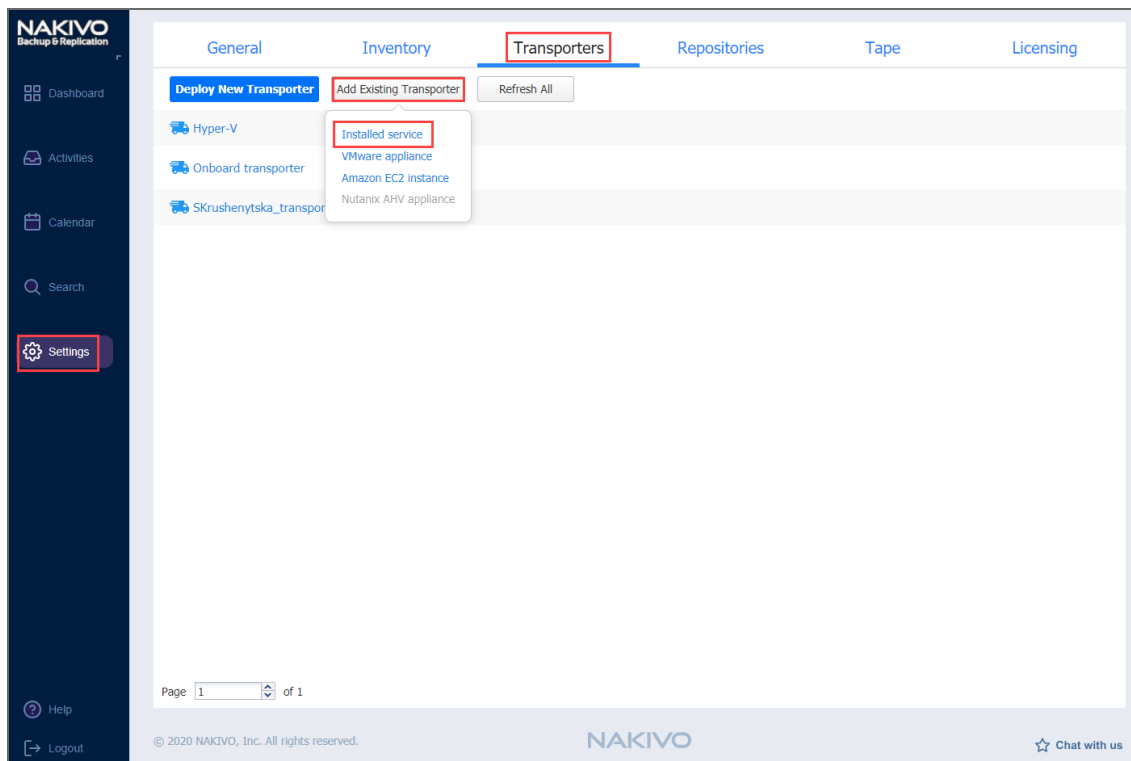 NAKIVO
Backup & Replication
General Inventory Transporters Repositories Tape Licensing
Deploy New Transporter Add Existing Transporter Refresh All
Dashboard
Hyper-V
Installed service
Activities
VMware appliance
Onboard transporter
Amazon EC2 instance
Nutanix AHV appliance
SKrushenytska_transpor
Calendar
Search
Settings
Page 1 of 1
Help
Logout
© 2020 NAKIVO, Inc. All rights reserved. NAKIVO Chat with us